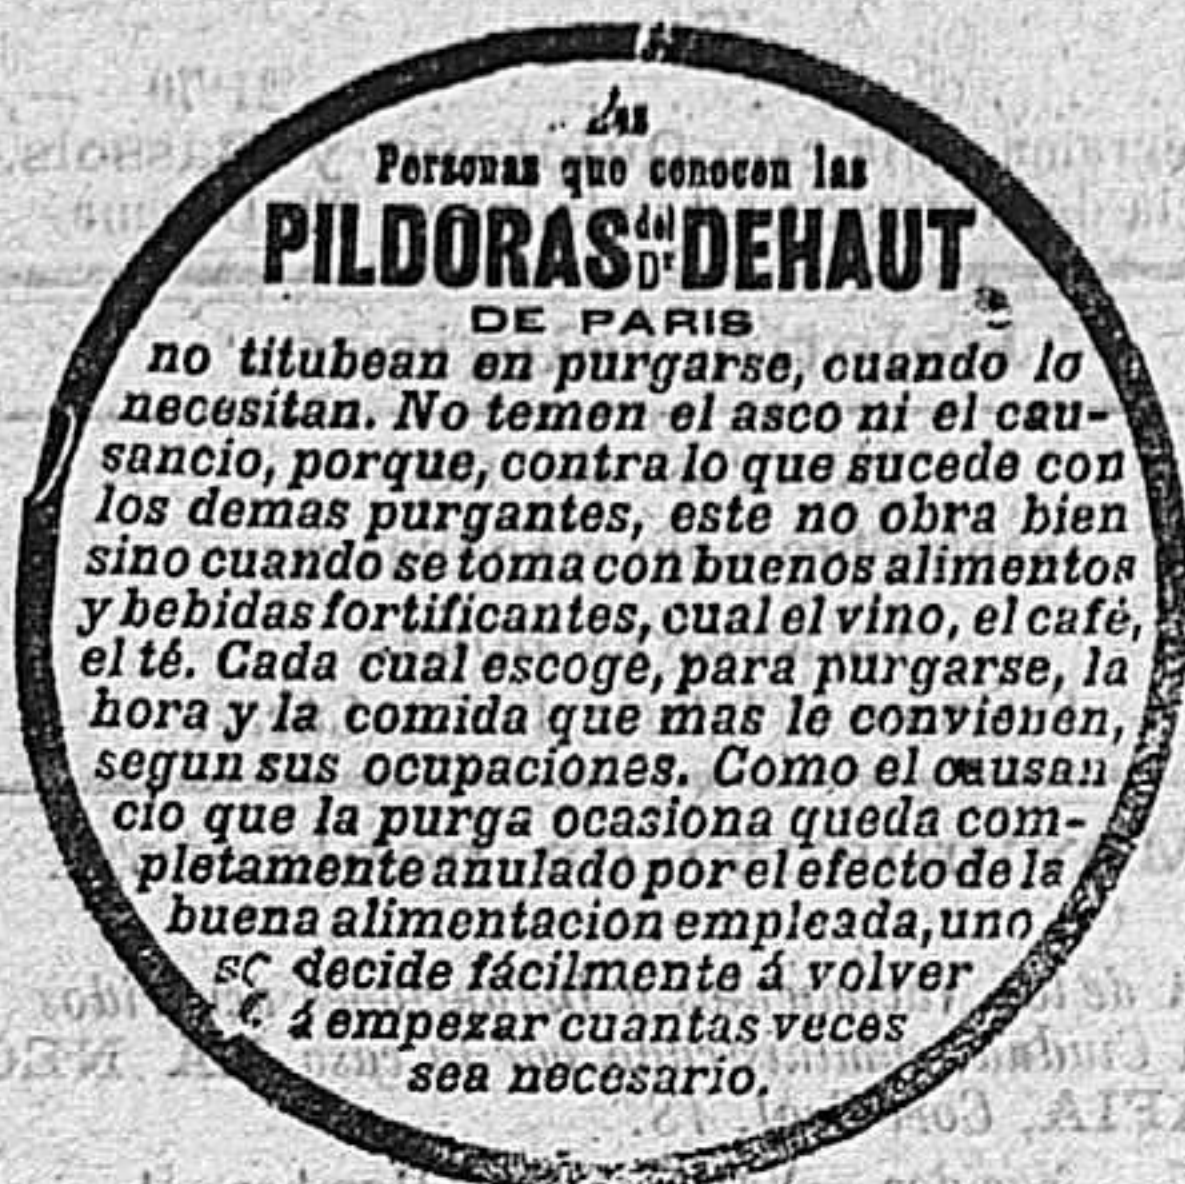 Las
Personas que conocen las
PILDORAS del Dr DEHAUT
DE PARIS
no titubean en purgarse, cuando lo
necesitan. No temen el asco ni el cau-
sancio, porque, contra lo que sucede con
los demas purgantes, este no obra bien
sino cuando se toma con buenos alimentos
y bebidas fortificantes, cual el vino, el café,
el té. Cada cual escoge, para purgarse, la
hora y la comida que mas le convienen,
segun sus ocupaciones. Como el causan
cio que la purga ocasiona queda com-
pletamente anulado por el efecto de la
buena alimentacion empleada, uno
se decide fácilmente á volver
á empezar cuantas veces
sea necesario.